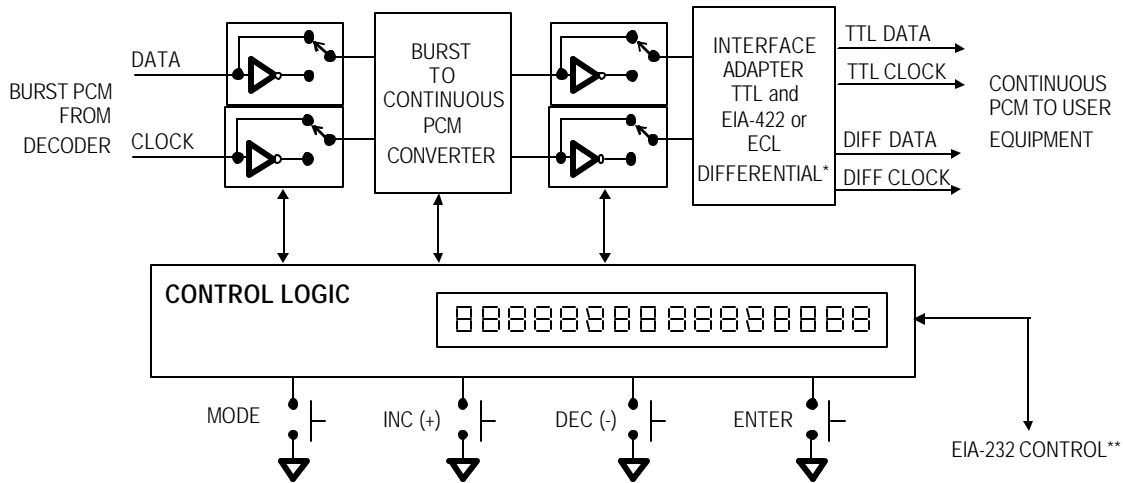 DATA
BURST PCM
FROM
DECODER
CLOCK
BURST
TO
CONTINUOUS
PCM
CONVERTER
INTERFACE
ADAPTER
TTL and
EIA-422 or
ECL
DIFFERENTIAL*
TTL DATA
TTL CLOCK
DIFF DATA
DIFF CLOCK
CONTINUOUS
PCM TO USER
EQUIPMENT
CONTROL LOGIC
MODE
INC (+)
DEC (-)
ENTER
EIA-232 CONTROL**